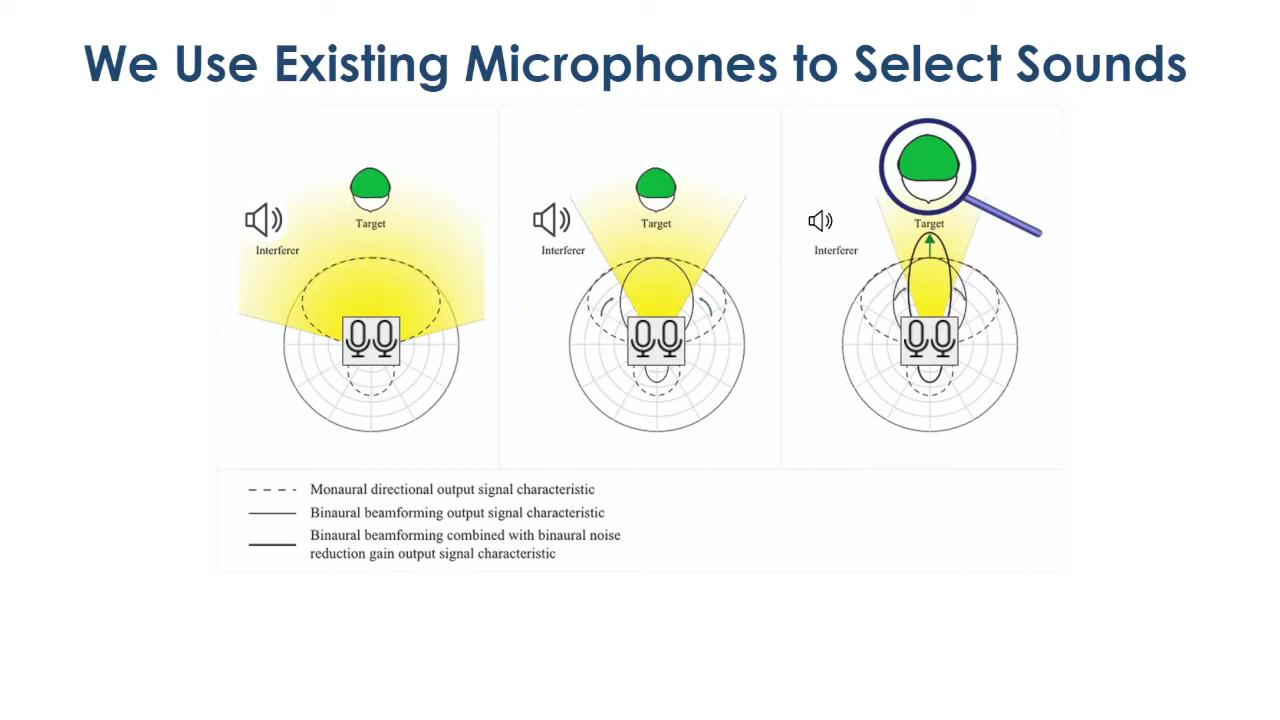 We Use Existing Microphones to Select Sounds
Target
Interferer
Target
Interferer
Target
Interferer
Monaural directional output signal characteristic
Binaural beamforming output signal characteristic
Binaural beamforming combined with binaural noise
reduction gain output signal characteristic